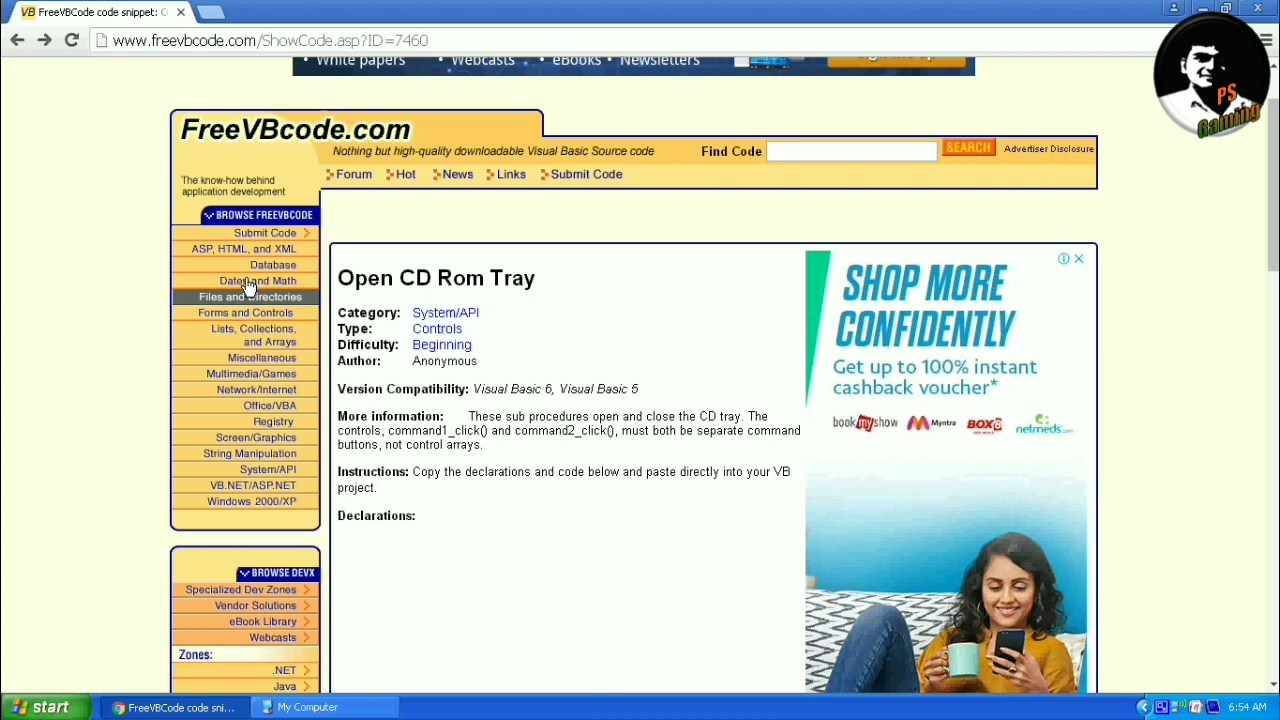 FreeVBCode code snippet: O
www.freevbcode.com/ShowCode.asp?ID=7460
White papers • Webcasts • eBooks • Newsletters
PS
Gaming
FreeVBcode.com
Nothing but high-quality downloadable Visual Basic Source code
Find Code
SEARCH
Advertiser Disclosure
The know-how behind
application development
Forum
Hot
News
Links
Submit Code
BROWSE FREEVBCODE
Submit Code
ASP, HTML, and XML
Database
Dates and Math
Files and Directories
Forms and Controls
Lists, Collections,
and Arrays
Miscellaneous
Multimedia/Games
Network/Internet
Office/VBA
Registry
Screen/Graphics
String Manipulation
System/API
VB.NET/ASP.NET
Windows 2000/XP
BROWSE DEVX
Specialized Dev Zones
Vendor Solutions
eBook Library
Webcasts
Zones:
.NET
Java
Open CD Rom Tray
Category: System/API
Type: Controls
Difficulty: Beginning
Author: Anonymous
Version Compatibility: Visual Basic 6, Visual Basic 5
More information: These sub procedures open and close the CD tray. The
controls, command1_click() and command2_click(), must both be separate command
buttons, not control arrays.
Instructions: Copy the declarations and code below and paste directly into your VB
project.
Declarations:
SHOP MORE
CONFIDENTLY
Get up to 100% instant
cashback voucher*
bookmyshow
Myntra
BOX8
netmeds.com
start
FreeVBCode code sni...
My Computer
6:54 AM